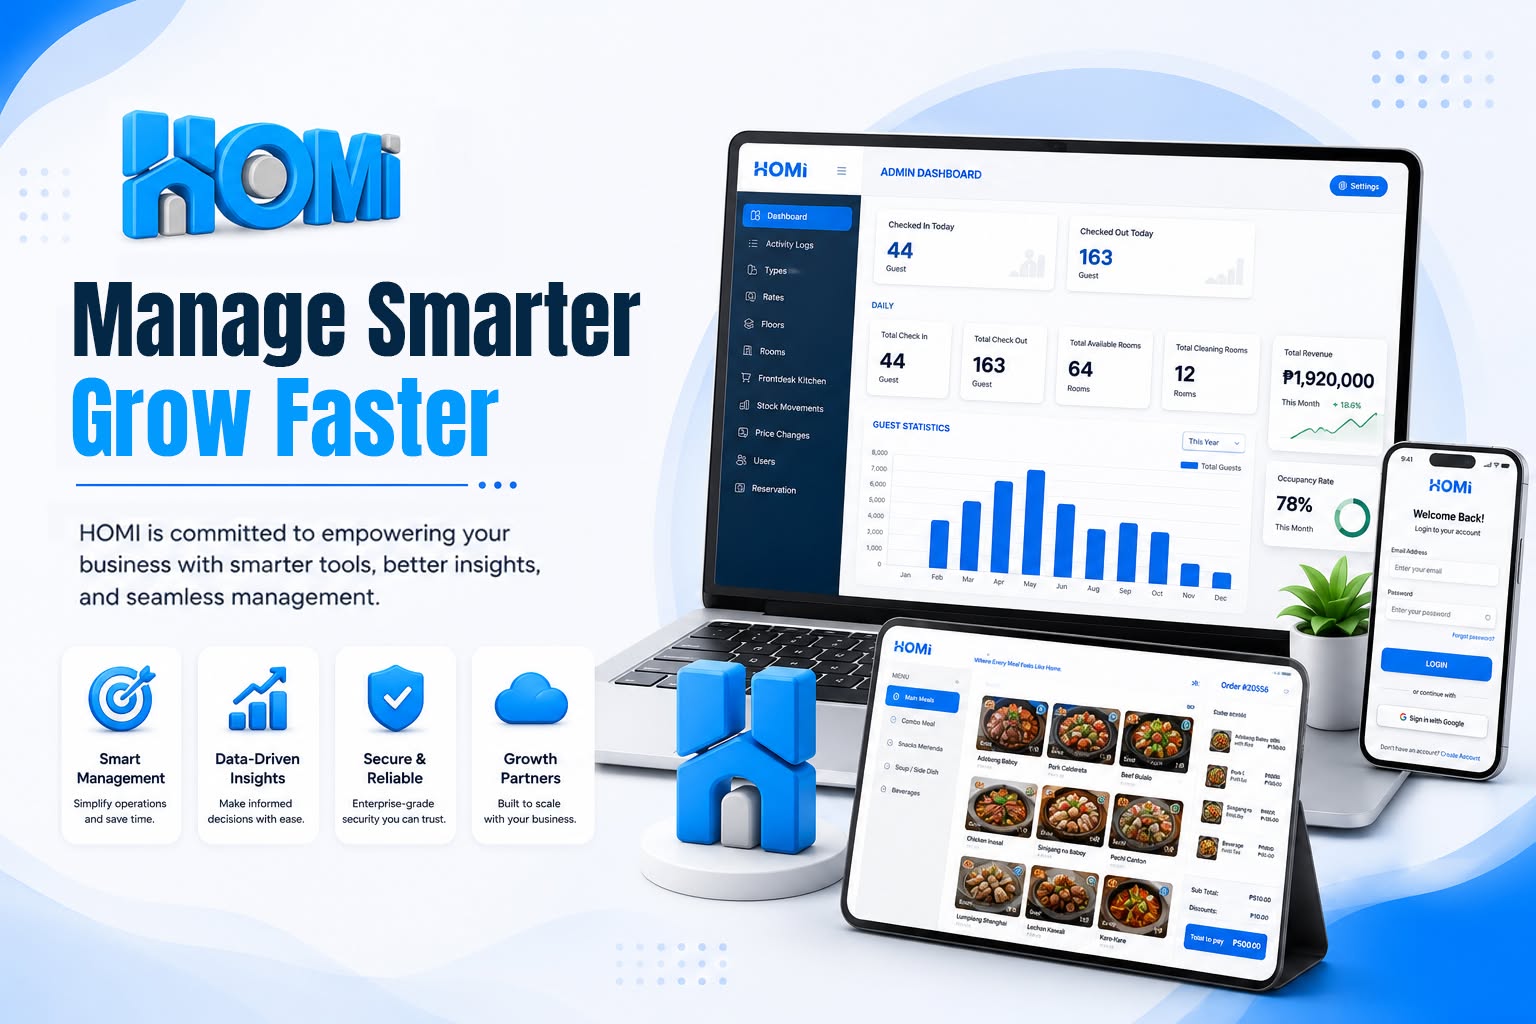 HOMi
Manage Smarter
Grow Faster
HOMI is committed to empowering your
business with smarter tools, better insights,
and seamless management.
Smart
Management
Simplify operations
and save time.
Data-Driven
Insights
Make informed
decisions with ease.
Secure &
Reliable
Enterprise-grade
security you can trust.
Growth
Partners
Built to scale
with your business.
HOMi
ADMIN DASHBOARD
Settings
Dashboard
Activity Logs
Types
Rates
Floors
Rooms
Frontdesk Kitchen
Stock Movements
Price Changes
Users
Reservation
Checked In Today
44
Guest
Checked Out Today
163
Guest
DAILY
Total Check In
44
Guest
Total Check Out
163
Guest
Total Available Rooms
64
Rooms
Total Cleaning Rooms
12
Rooms
Total Revenue
₱1,920,000
This Month + 18.6%
Occupancy Rate
78%
This Month
GUEST STATISTICS
This Year
Total Guests
8,000
7,000
6,000
5,000
4,000
0
Jan
Feb
Mar
Apr
May
Jun
Aug
Sep
Oct
Nov
Dec
9:41
HOMi
Welcome Back!
Login to your account
Email Address
Enter your email
Password
Enter your password
Forgot password?
LOGIN
or continue with
Sign in with Google
Don't have an account? Create Account
HOMi
Where Every Meal Feels Like Home.
MENU
Main Meals
Combo Meal
Snacks Merienda
Soup / Side Dish
Beverages
Adobong Baboy
Pork Caldereta
Beef Bulalo
Chicken Inasal
Sinigang na Baboy
Pechi Canton
Lumpiang Shanghai
Lechon Kawali
Kare-Kare
Order #20556
Sub Total: ₱510.00
Discounts: ₱10.00
Total to pay ₱500.00